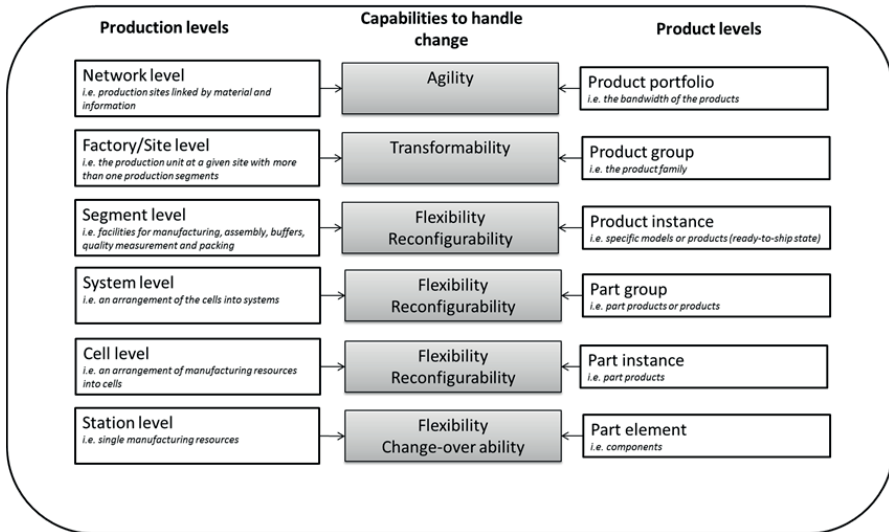 Production levels
Capabilities to handle
change
Product levels
Network level
i.e. production sites linked by material and
information
Agility
Product portfolio
i.e. the bandwidth of the products
Factory/Site level
i.e. the production unit at a given site with more
than one production segments
Transformability
Product group
i.e. the product family
Segment level
i.e. facilities for manufacturing, assembly, buffers,
quality measurement and packing
Flexibility
Reconfigurability
Product instance
i.e. specific models or products (ready-to-ship state)
System level
i.e. an arrangement of the cells into systems
Flexibility
Reconfigurability
Part group
i.e. part products or products
Cell level
i.e. an arrangement of manufacturing resources
into cells
Flexibility
Reconfigurability
Part instance
i.e. part products
Station level
i.e. single manufacturing resources
Flexibility
Change-over ability
Part element
i.e. components